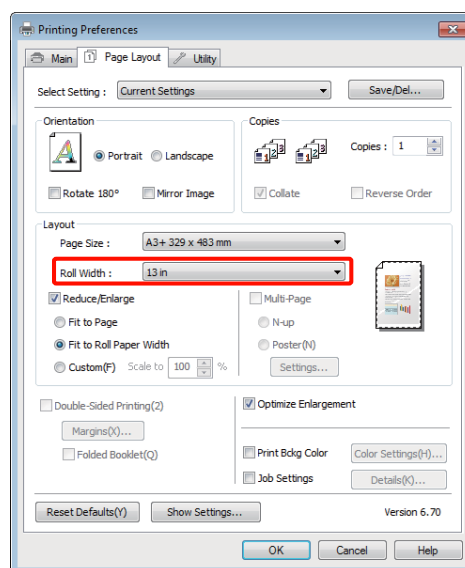 Printing Preferences
Main Page Layout Utility
Select Setting : Current Settings Save/Del...
Orientation Copies
Portrait Landscape Copies : 1
Rotate 180° Mirror Image Collate Reverse Order
Layout
Page Size : A3+ 329 x 483 mm
Roll Width : 13 in
Reduce/Enlarge Multi-Page
Fit to Page N-up
Fit to Roll Paper Width Poster(N)
Custom(F) Scale to 100 % Settings...
Double-Sided Printing(2) Optimize Enlargement
Margins(X)...
Folded Booklet(Q) Print Bckg Color Color Settings(H)...
Job Settings Details(K)...
Reset Defaults(Y) Show Settings... Version 6.70
OK Cancel Help